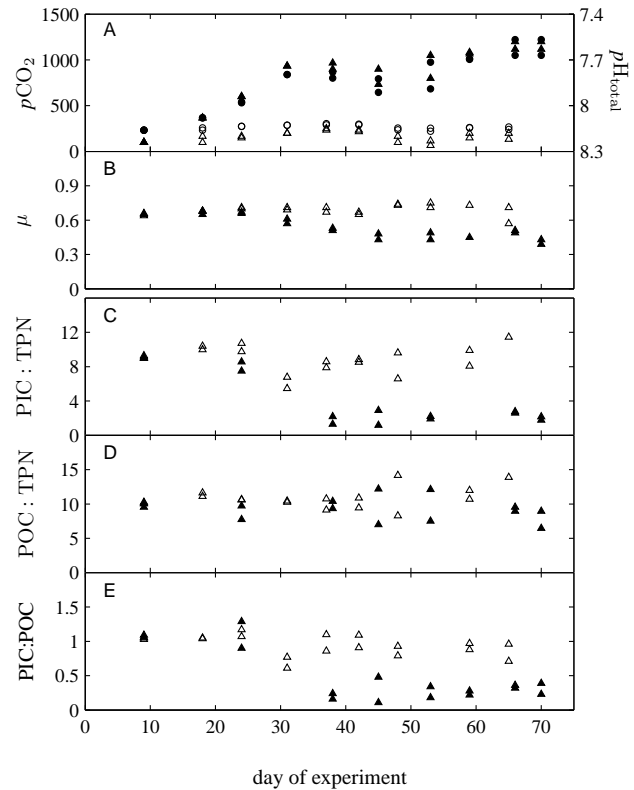 A
1500
1000
500
0
pCO₂
7.4
7.7
8
8.3
pH_total
B
0.9
0.6
0.3
0
μ
C
12
8
4
0
PIC : TPN
D
15
10
5
0
POC : TPN
E
1.5
1
0.5
0
PIC:POC
0 10 20 30 40 50 60 70
day of experiment